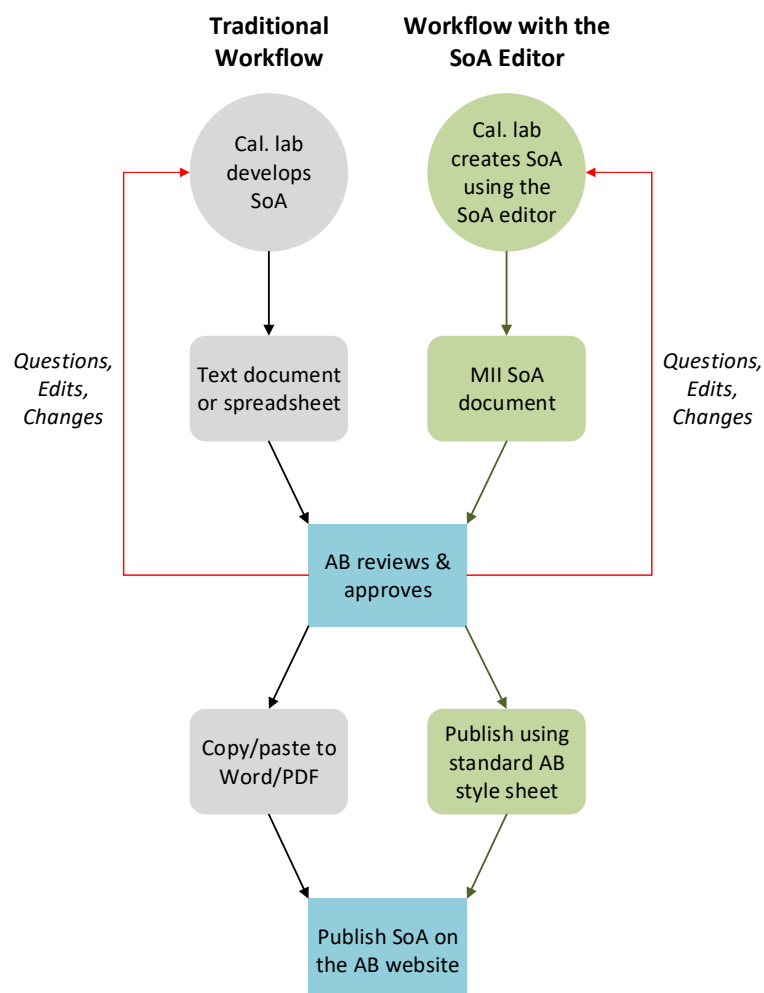 Traditional
Workflow
Workflow with the
SoA Editor
Cal. lab
develops
SoA
Cal. lab
creates SoA
using the
SoA editor
Questions,
Edits,
Changes
Text document
or spreadsheet
MII SoA
document
Questions,
Edits,
Changes
AB reviews &
approves
Copy/paste to
Word/PDF
Publish using
standard AB
style sheet
Publish SoA on
the AB website